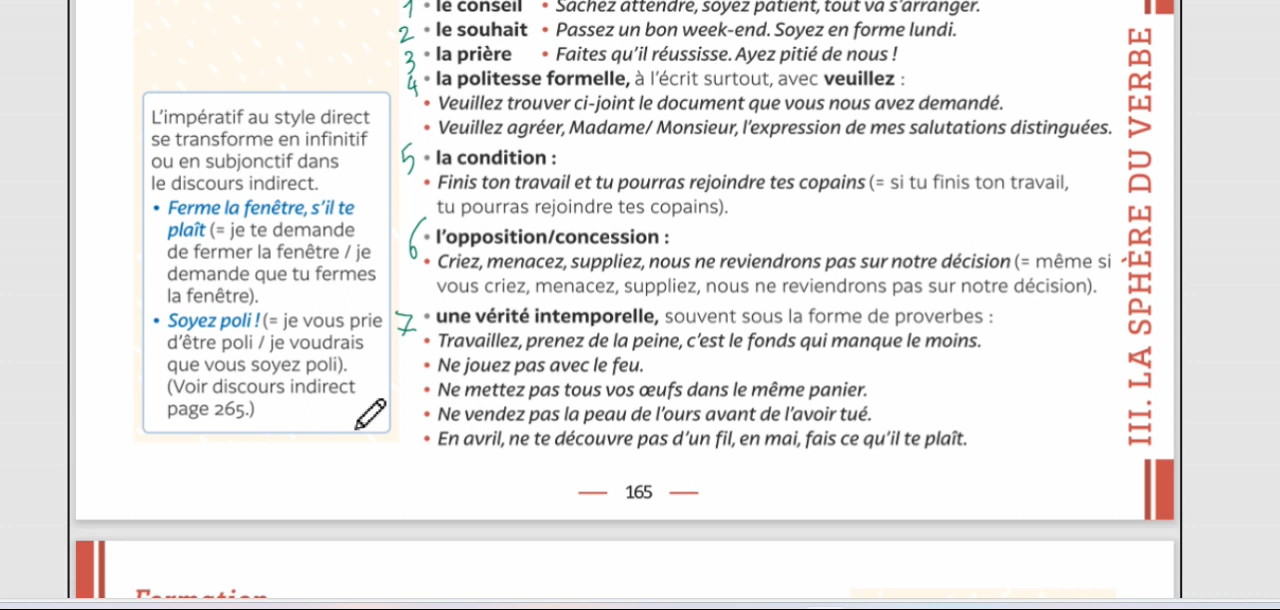 1 • le conseil • Sachez attendre, soyez patient, tout va s'arranger.
2 • le souhait • Passez un bon week-end. Soyez en forme lundi.
3 • la prière • Faites qu'il réussisse. Ayez pitié de nous !
4 • la politesse formelle, à l'écrit surtout, avec veuillez :
• Veuillez trouver ci-joint le document que vous nous avez demandé.
• Veuillez agréer, Madame/ Monsieur, l'expression de mes salutations distinguées.
5 • la condition :
• Finis ton travail et tu pourras rejoindre tes copains (= si tu finis ton travail,
tu pourras rejoindre tes copains).
6 • l'opposition/concession :
• Criez, menacez, suppliez, nous ne reviendrons pas sur notre décision (= même si
vous criez, menacez, suppliez, nous ne reviendrons pas sur notre décision).
7 • une vérité intemporelle, souvent sous la forme de proverbes :
• Travaillez, prenez de la peine, c'est le fonds qui manque le moins.
• Ne jouez pas avec le feu.
• Ne mettez pas tous vos œufs dans le même panier.
• Ne vendez pas la peau de l'ours avant de l'avoir tué.
• En avril, ne te découvre pas d'un fil, en mai, fais ce qu'il te plaît.
L'impératif au style direct
se transforme en infinitif
ou en subjonctif dans
le discours indirect.
• Ferme la fenêtre, s'il te
plaît (= je te demande
de fermer la fenêtre / je
demande que tu fermes
la fenêtre).
• Soyez poli ! (= je vous prie
d'être poli / je voudrais
que vous soyez poli).
(Voir discours indirect
page 265.)
III. LA SPHÈRE DU VERBE
165
Formation